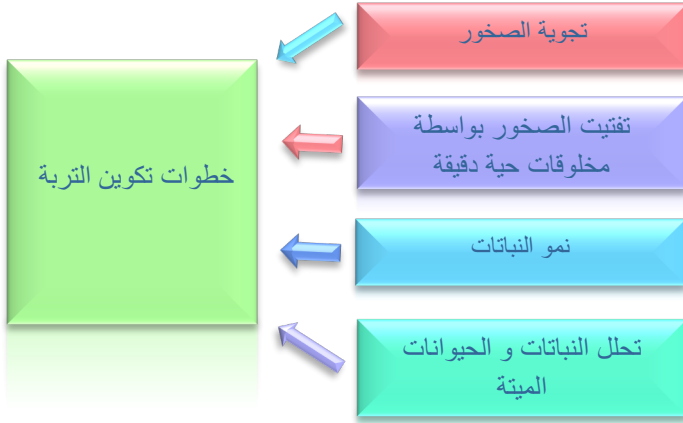 تجوية الصخور
تفتيت الصخور بواسطة
مخلوقات حية دقيقة
خطوات تكوين التربة
نمو النباتات
تحلل النباتات و الحيوانات
الميتة